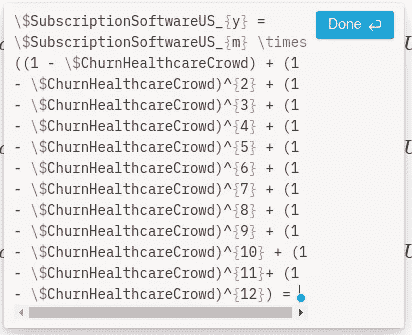 \$SubscriptionSoftwareUS_{y} =
Done
\$SubscriptionSoftwareUS_{m} \times
((1 - \$ChurnHealthcareCrowd) + (1
- \$ChurnHealthcareCrowd)^{2} + (1
- \$ChurnHealthcareCrowd)^{3} + (1
- \$ChurnHealthcareCrowd)^{4} + (1
- \$ChurnHealthcareCrowd)^{5} + (1
- \$ChurnHealthcareCrowd)^{6} + (1
- \$ChurnHealthcareCrowd)^{7} + (1
- \$ChurnHealthcareCrowd)^{8} + (1
- \$ChurnHealthcareCrowd)^{9} + (1
- \$ChurnHealthcareCrowd)^{10} + (1
- \$ChurnHealthcareCrowd)^{11}+ (1
- \$ChurnHealthcareCrowd)^{12}) =